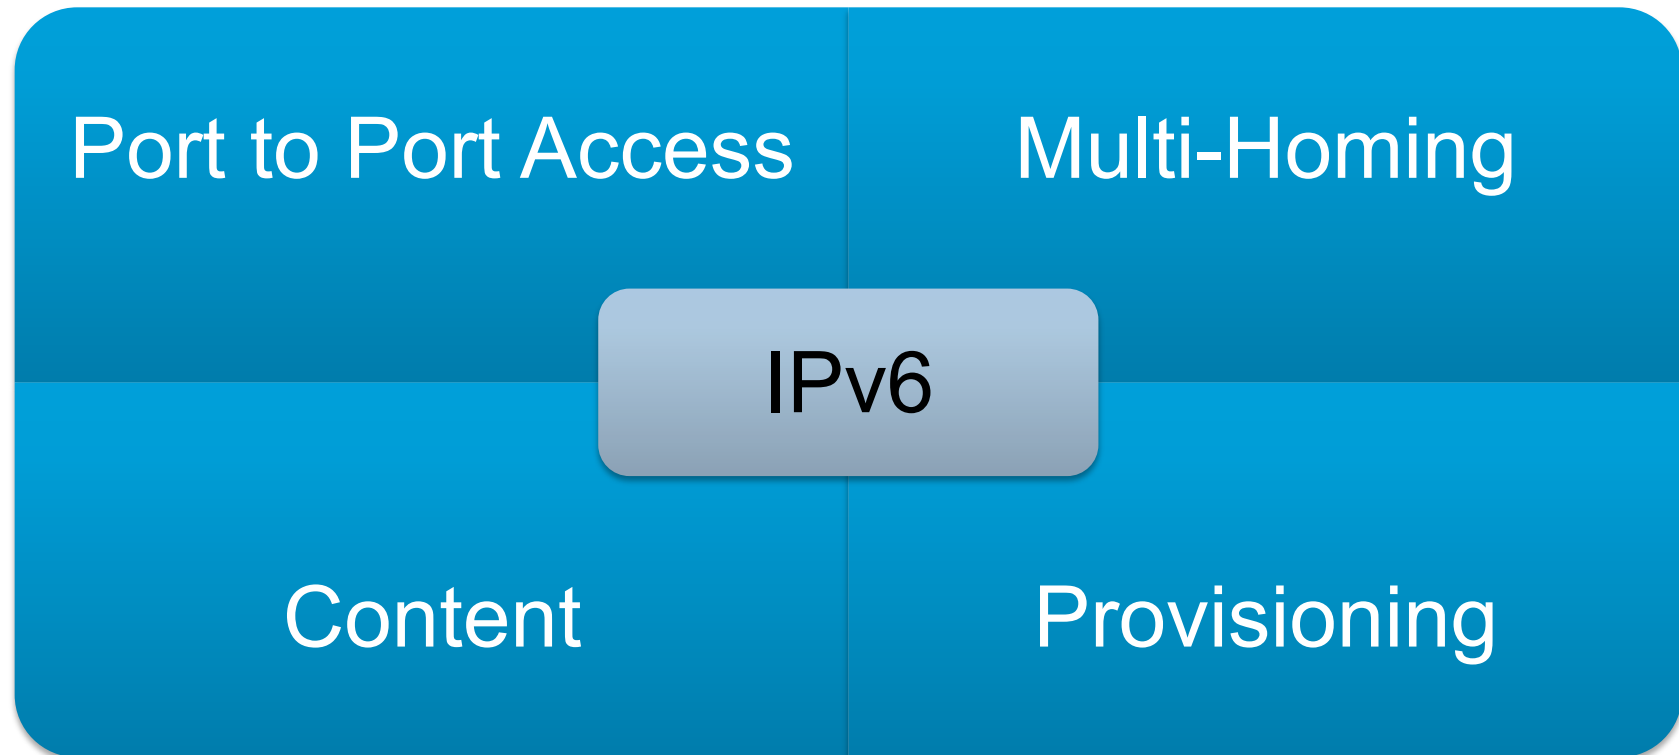 Port to Port Access
Multi-Homing
IPv6
Content
Provisioning